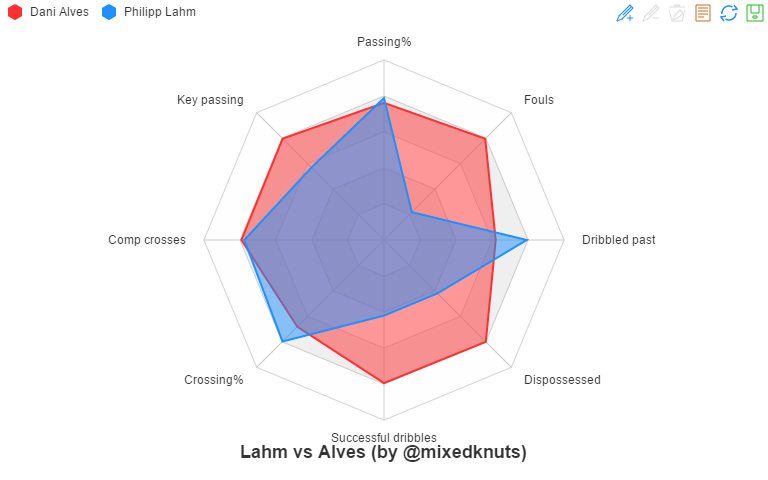 Dani Alves
Philipp Lahm
Passing%
Key passing
Fouls
Comp crosses
Dribbled past
Crossing%
Dispossessed
Successful dribbles
Lahm vs Alves (by @mixedknuts)